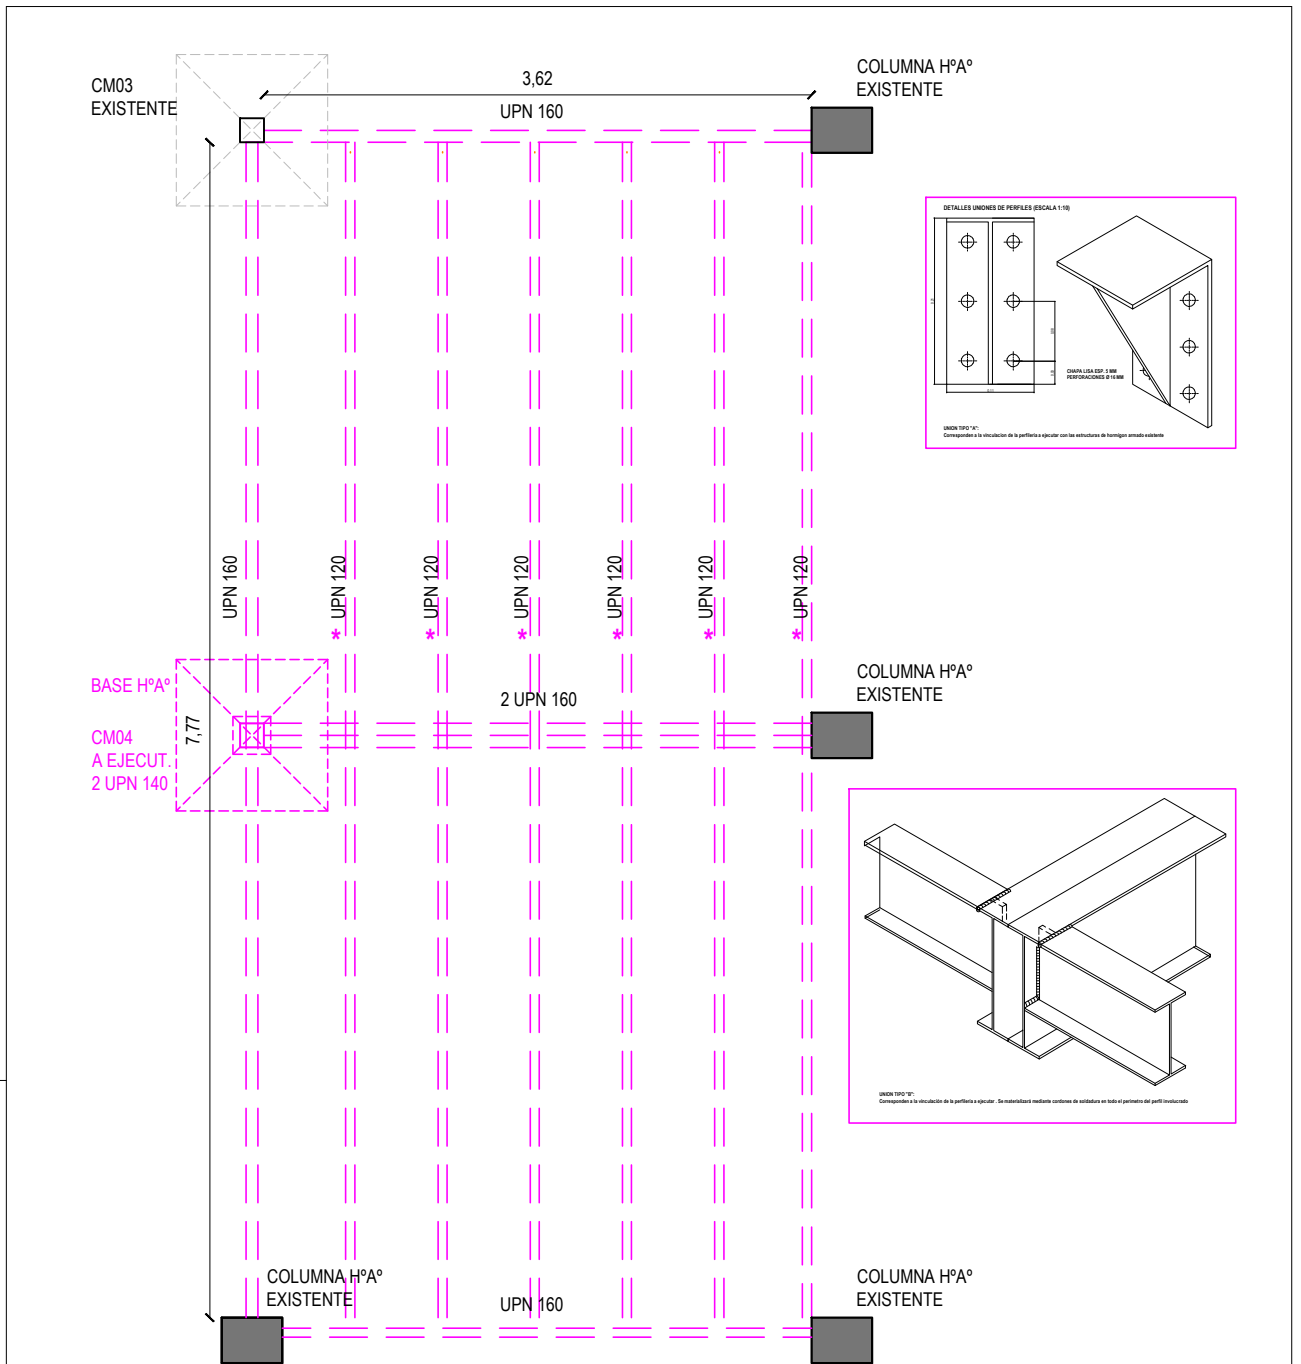 CM03
EXISTENTE
3,62
UPN 160
COLUMNA HºAº
EXISTENTE
DETALLES UNIONES DE PERFILES (ESCALA 1:10)
CHAPA LISA ESP. 5 MM
PERFORACIONES Ø 16 MM
UNION TIPO "A":
Corresponden a la vinculacion de la perfileria a ejecutar con las estructuras de hormigon armado existente
UPN 160
* UPN 120
* UPN 120
* UPN 120
* UPN 120
* UPN 120
* UPN 120
BASE HºAº
CM04
A EJECUT.
2 UPN 140
7,77
2 UPN 160
COLUMNA HºAº
EXISTENTE
UNION TIPO "B":
Corresponden a la vinculación de la perfileria a ejecutar . Se materializará mediante cordones de soldadura en todo el perimetro del perfil involucrado
COLUMNA HºAº
EXISTENTE
UPN 160
COLUMNA HºAº
EXISTENTE